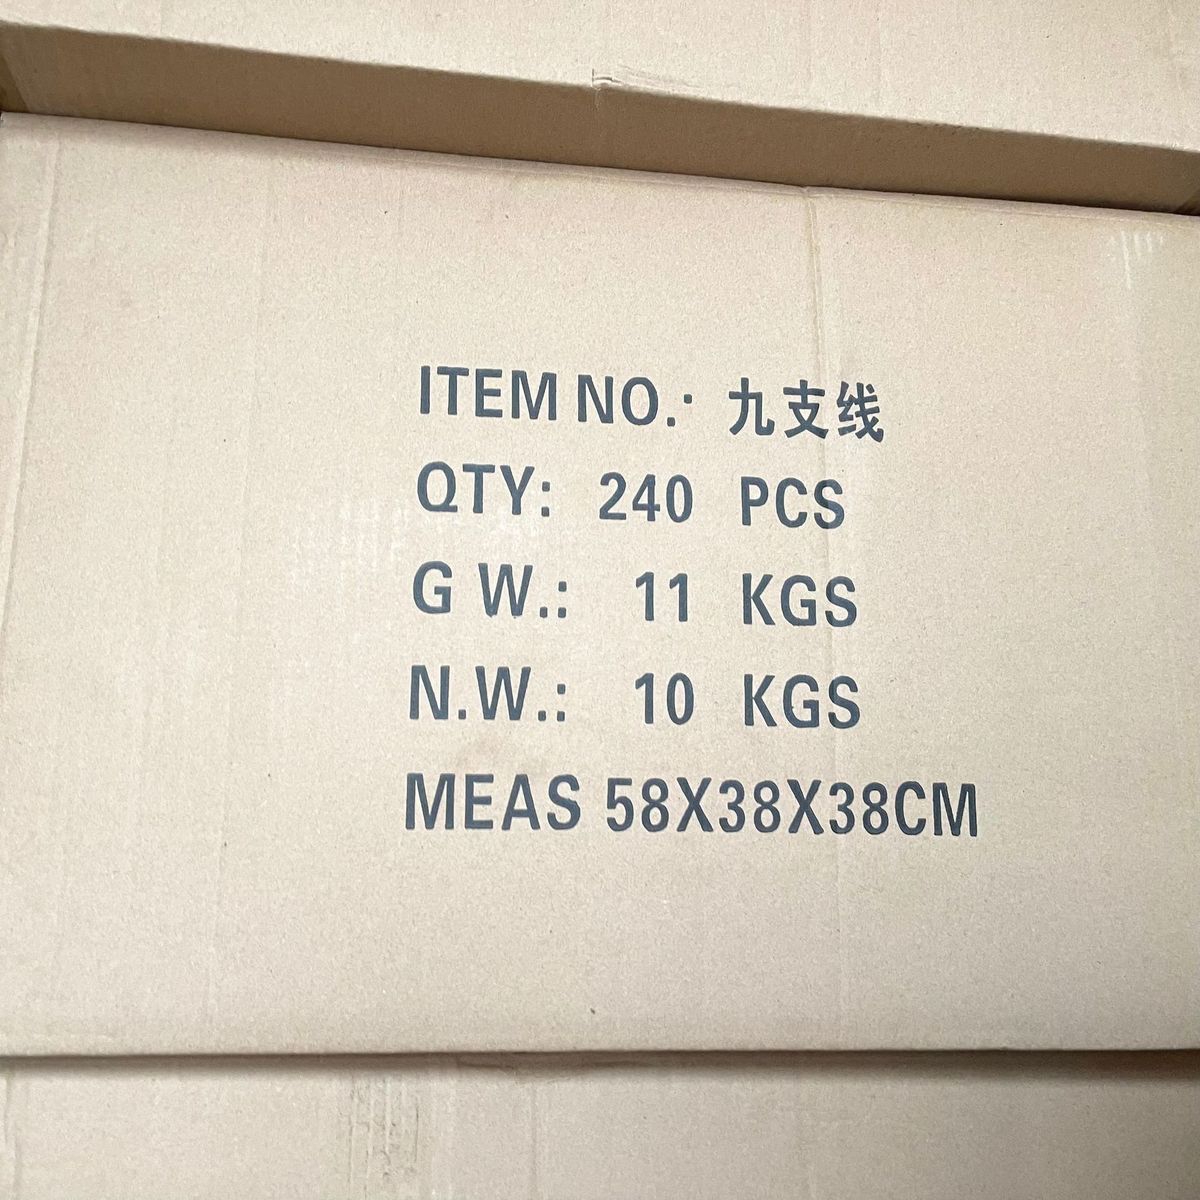 ITEM NO.: 九支线
QTY: 240 PCS
G W.: 11 KGS
N.W.: 10 KGS
MEAS 58X38X38CM